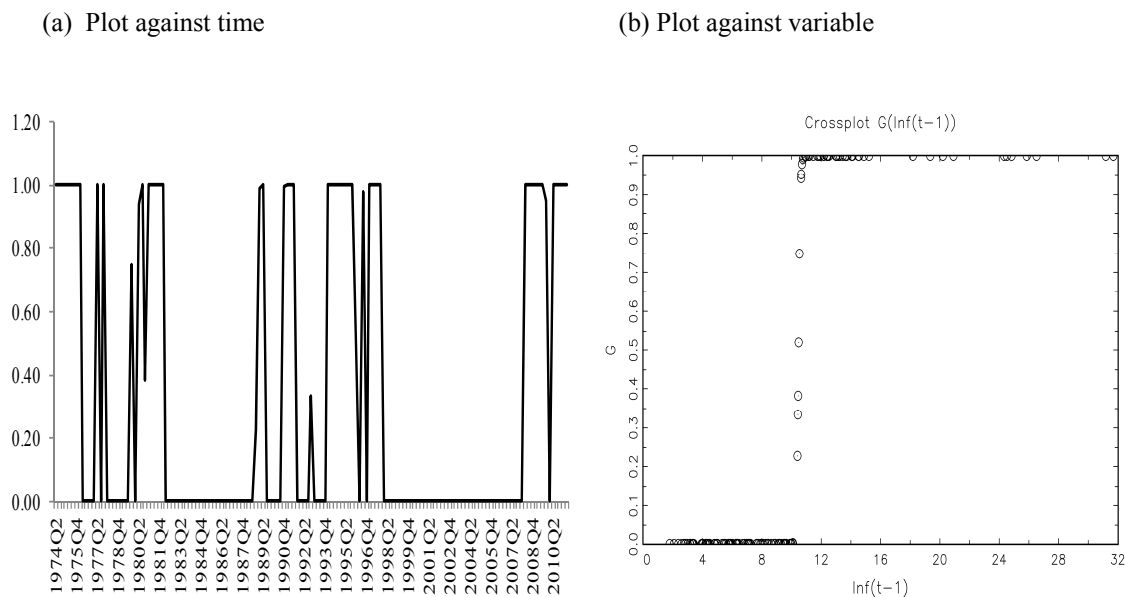 (a) Plot against time
(b) Plot against variable
1.20
1.00
0.80
0.60
0.40
0.20
0.00
1974Q2
1975Q4
1977Q2
1978Q4
1980Q2
1981Q4
1983Q2
1984Q4
1986Q2
1987Q4
1989Q2
1990Q4
1992Q2
1993Q4
1995Q2
1996Q4
1998Q2
1999Q4
2001Q2
2002Q4
2004Q2
2005Q4
2007Q2
2008Q4
2010Q2
Crossplot G(Inf(t−1))
G
1.0
0.9
0.8
0.7
0.6
0.5
0.4
0.3
0.2
0.1
0.0
0 4 8 12 16 20 24 28 32
Inf(t−1)